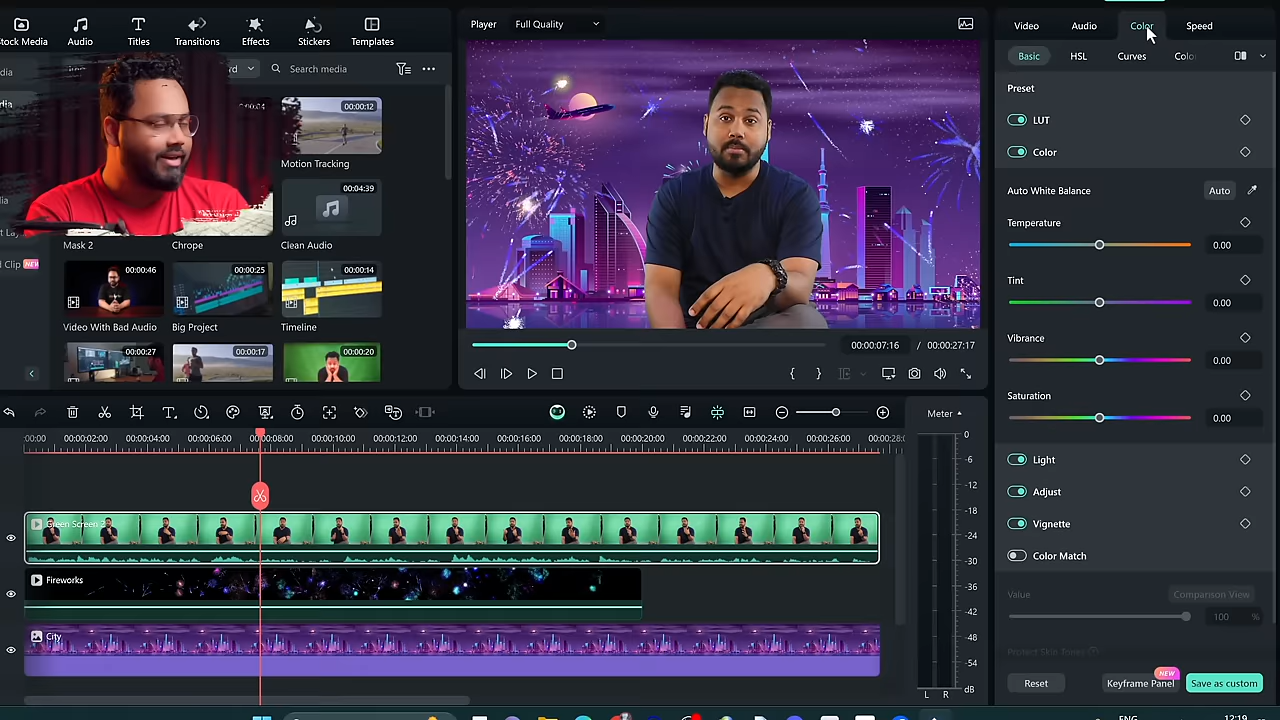 Stock Media
Audio
Titles
Transitions
Effects
Stickers
Templates
Search media
00:00:12
Motion Tracking
00:04:39
Mask 2
Chrope
Clean Audio
Clip NEW
00:00:46
00:00:25
00:00:14
Video With Bad Audio
Big Project
Timeline
00:00:27
00:00:17
00:00:20
Player
Full Quality
00:00:07:16 / 00:00:27:17
Video
Audio
Color
Speed
Basic
HSL
Curves
Preset
LUT
Color
Auto White Balance
Auto
Temperature
0.00
Tint
0.00
Vibrance
0.00
Saturation
0.00
Light
Adjust
Vignette
Color Match
Value
Comparison View
100 %
Protect Skin Tones
Reset
NEW
Keyframe Panel
Save as custom
:00:00 00:00:02:00 00:00:04:00 00:00:06:00 00:00:08:00 00:00:10:00 00:00:12:00 00:00:14:00 00:00:16:00 00:00:18:00 00:00:20:00 00:00:22:00 00:00:24:00 00:00:26:00
Green Screen
Fireworks
City
Meter
0
-6
-12
-18
-24
-30
-36
-42
-48
-54
dB
L R
12:19